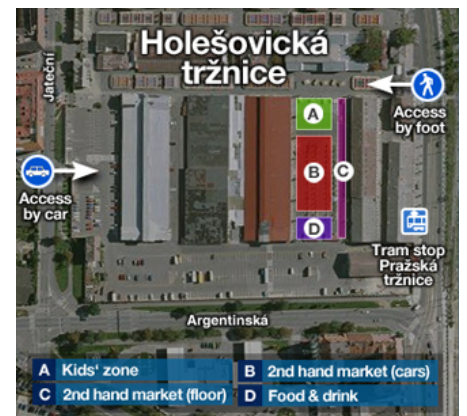 Holešovická
tržnice
Jateční
Access
by foot
A
B
C
D
Access
by car
Tram stop
Pražská
tržnice
Argentinská
A Kids‘ zone
B 2nd hand market (cars)
C 2nd hand market (floor)
D Food & drink